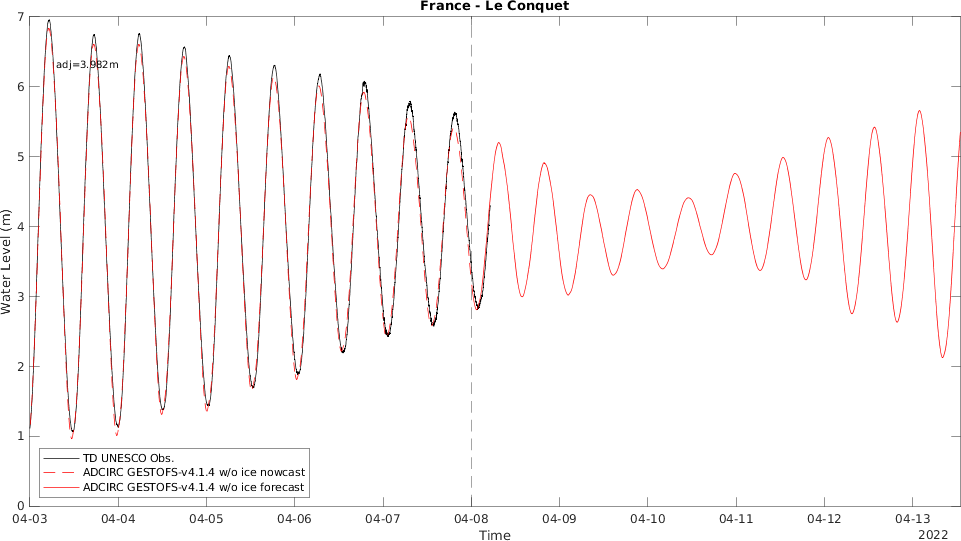 France - Le Conquet
7
adj=3.982m
6
5
4
3
2
1
0
Water Level (m)
TD UNESCO Obs.
ADCIRC GESTOFS-v4.1.4 w/o ice nowcast
ADCIRC GESTOFS-v4.1.4 w/o ice forecast
04-03 04-04 04-05 04-06 04-07 04-08 04-09 04-10 04-11 04-12 04-13
Time
2022